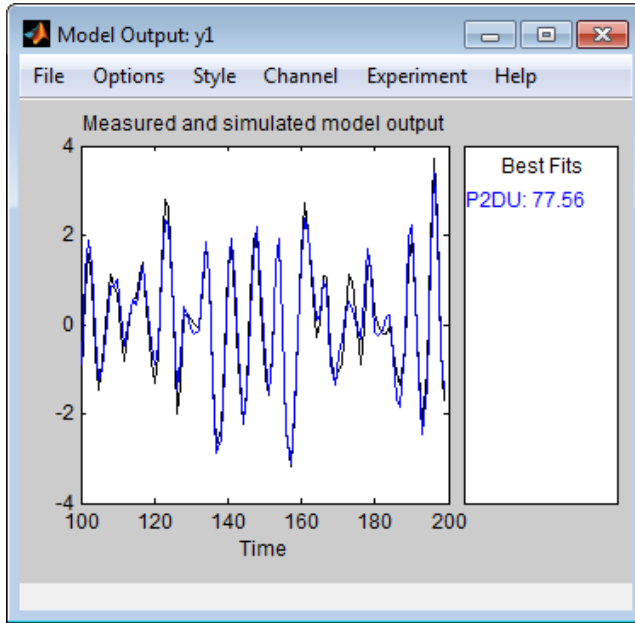 Model Output: y1
File Options Style Channel Experiment Help
Measured and simulated model output
Best Fits
P2DU: 77.56
4
2
0
-2
-4
100 120 140 160 180 200
Time